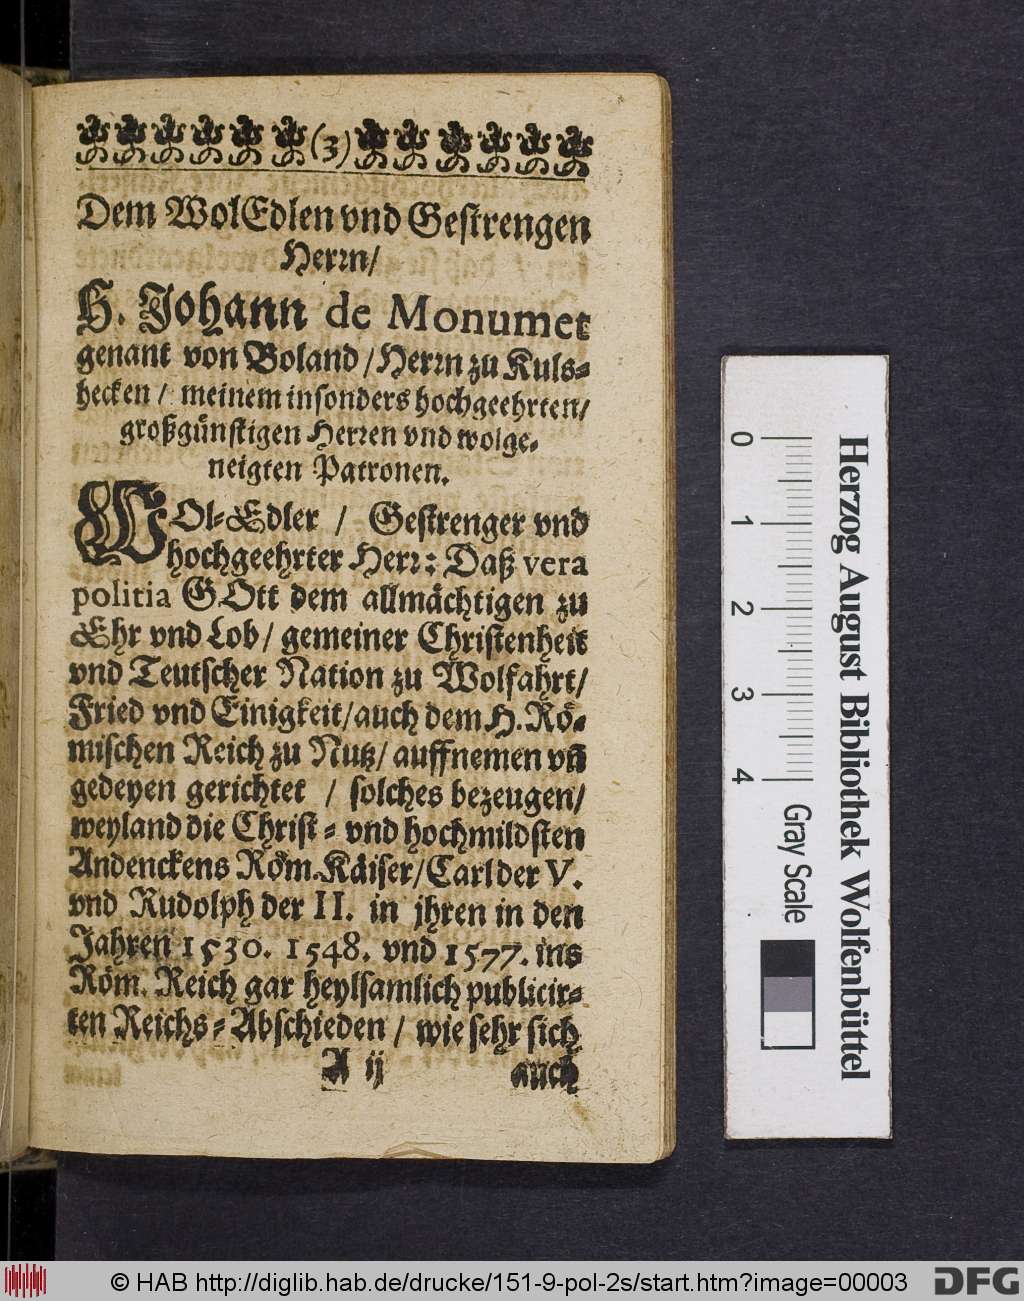 (3)
Dem WolEdlen vnd Gestrengen
Herrn/
H. Johann de Monumet
genant von Boland / Herrn zu Kuls-
hecken / meinem insonders hochgeehrten/
großgünstigen Herren vnd wolge-
neigten Patronen.
WOl-Edler / Gestrenger vnd
hochgeehrter Herr: Daß vera
politia GOtt dem allmächtigen zu
Ehr vnd Lob / gemeiner Christenheit
vnd Teutscher Nation zu Wolfahrt/
Fried vnd Einigkeit / auch dem H. Rö-
mischen Reich zu Nutz / auffnemen vñ
gedeyen gerichtet / solches bezeugen/
weyland die Christ- vnd hochmildsten
Andenckens Röm. Käiser / Carl der V.
vnd Rudolph der II. in jhren in den
Jahren 1530. 1548. vnd 1577. ins
Röm. Reich gar heylsamlich publicir-
ten Reichs-Abschieden / wie sehr sich
A ij auch
0 1 2 3 4
Gray Scale
Herzog August Bibliothek Wolfenbüttel
© HAB http://diglib.hab.de/drucke/151-9-pol-2s/start.htm?image=00003
DFG